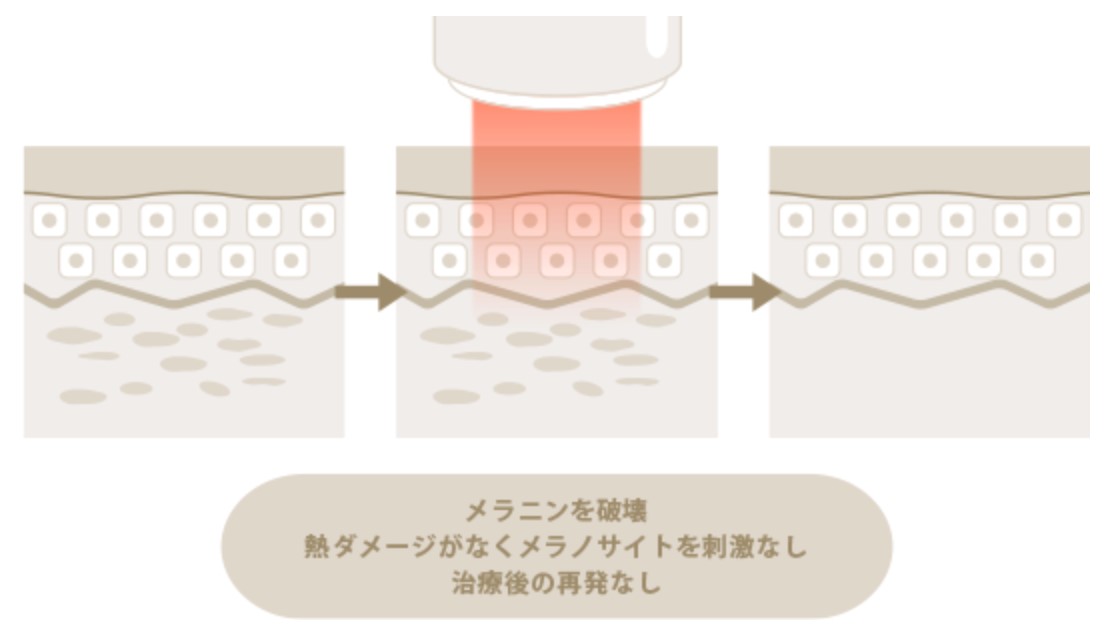 メラニンを破壊
熱ダメージがなくメラノサイトを刺激なし
治療後の再発なし